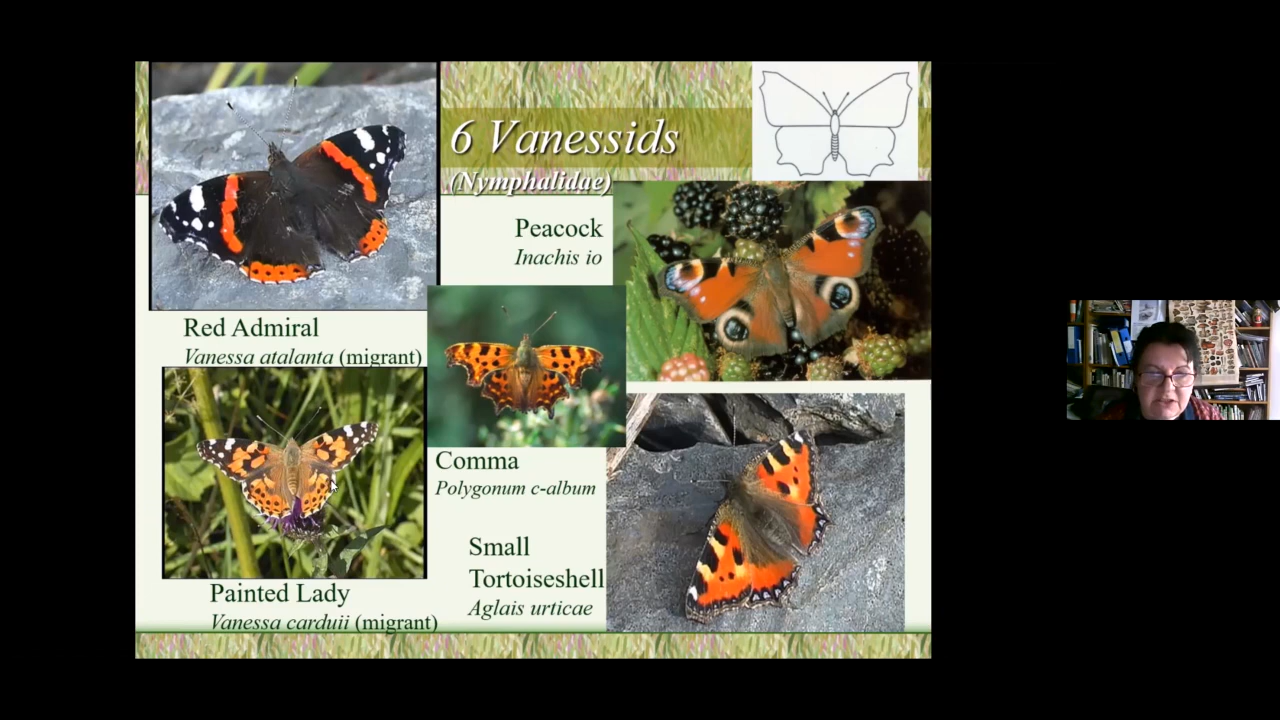 6 Vanessids
(Nymphalidae)
Peacock
Inachis io
Red Admiral
Vanessa atalanta (migrant)
Comma
Polygonum c-album
Small
Tortoiseshell
Aglais urticae
Painted Lady
Vanessa carduii (migrant)